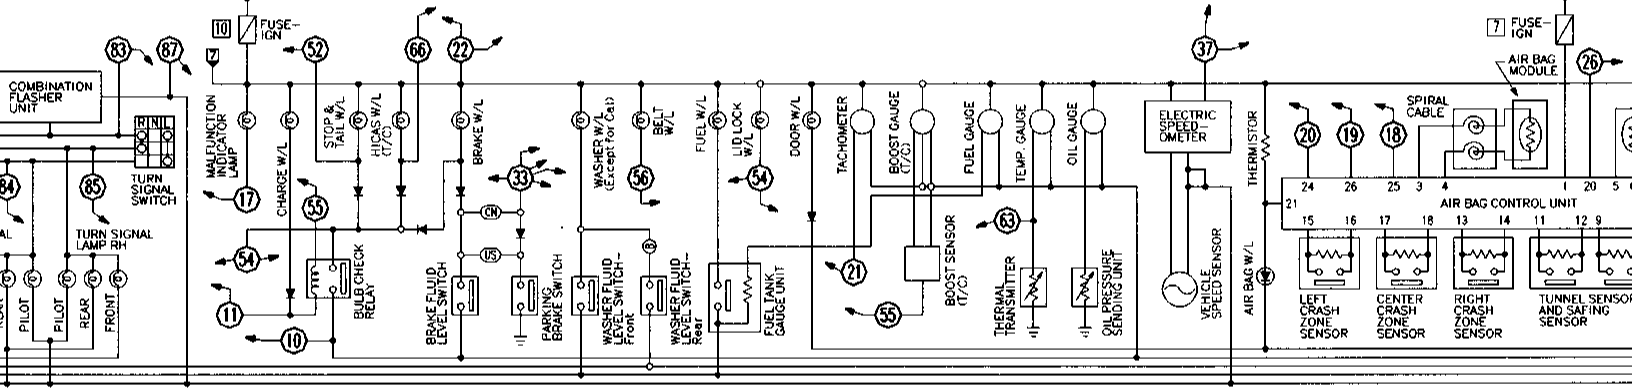 10
FUSE-
IGN
7
83
87
52
66
22
37
7
FUSE-
IGN
AIR BAG
MODULE
26
COMBINATION
FLASHER
UNIT
R N L
TURN
SIGNAL
SWITCH
84
85
TURN SIGNAL
LAMP RH
PILOT
PILOT
REAR
FRONT
MALFUNCTION
INDICATOR
LAMP
CHARGE W/L
STOP &
TAIL W/L
HICAS W/L
(T/C)
BRAKE W/L
WASHER W/L
(Except for Cal)
BELT
W/L
FUEL W/L
LID LOCK
W/L
DOOR W/L
TACHOMETER
BOOST GAUGE
(T/C)
FUEL GAUGE
TEMP. GAUGE
OIL GAUGE
ELECTRIC
SPEED-
OMETER
THERMISTOR
SPIRAL
CABLE
17
55
33
56
54
63
20
19
18
24
26
25
3
4
1
20
5
6
21
AIR BAG CONTROL UNIT
15
16
17
18
13
14
11
12
9
CN
US
B
54
11
10
21
55
BULB CHECK
RELAY
BRAKE FLUID
LEVEL SWITCH
PARKING
BRAKE SWITCH
WASHER FLUID
LEVEL SWITCH-
Front
WASHER FLUID
LEVEL SWITCH-
Rear
FUEL TANK
GAUGE UNIT
BOOST SENSOR
(T/C)
THERMAL
TRANSMITTER
OIL PRESSURE
SENDING UNIT
VEHICLE
SPEED SENSOR
AIR BAG W/L
LEFT
CRASH
ZONE
SENSOR
CENTER
CRASH
ZONE
SENSOR
RIGHT
CRASH
ZONE
SENSOR
TUNNEL SENSOR
AND SAFING
SENSOR